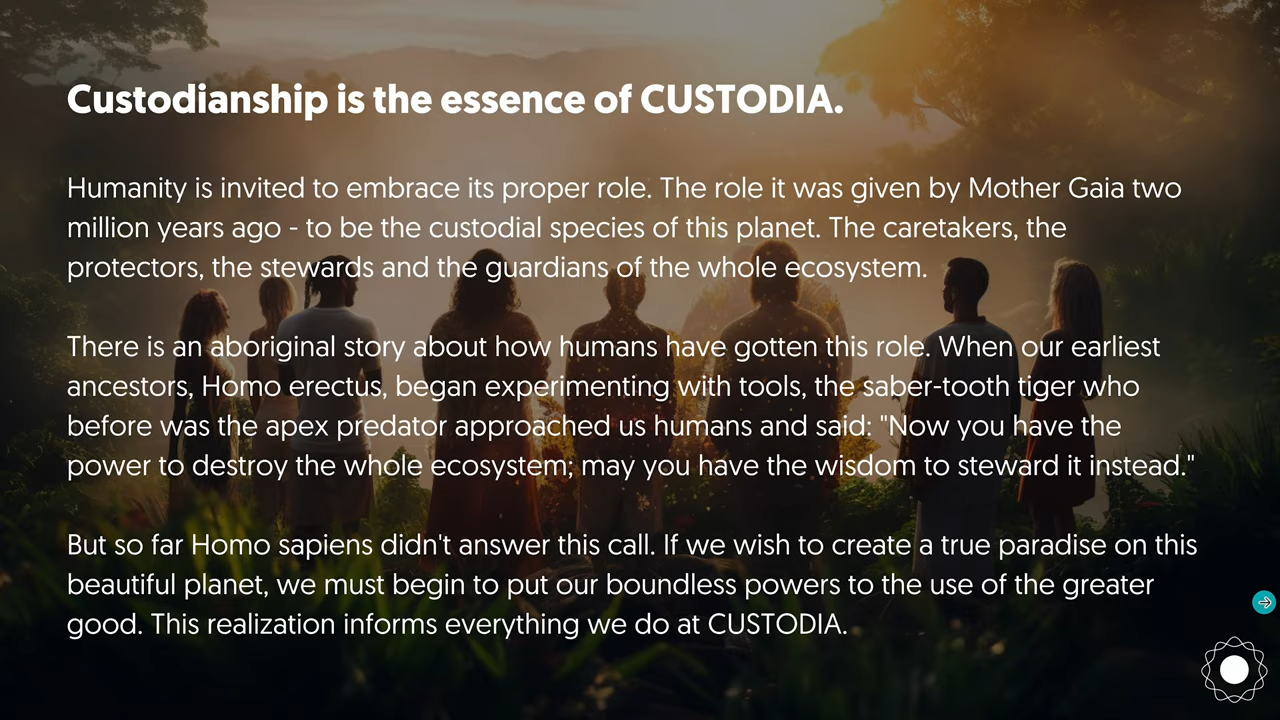 Custodianship is the essence of CUSTODIA.
Humanity is invited to embrace its proper role. The role it was given by Mother Gaia two
million years ago - to be the custodial species of this planet. The caretakers, the
protectors, the stewards and the guardians of the whole ecosystem.
There is an aboriginal story about how humans have gotten this role. When our earliest
ancestors, Homo erectus, began experimenting with tools, the saber-tooth tiger who
before was the apex predator approached us humans and said: "Now you have the
power to destroy the whole ecosystem; may you have the wisdom to steward it instead."
But so far Homo sapiens didn't answer this call. If we wish to create a true paradise on this
beautiful planet, we must begin to put our boundless powers to the use of the greater
good. This realization informs everything we do at CUSTODIA.